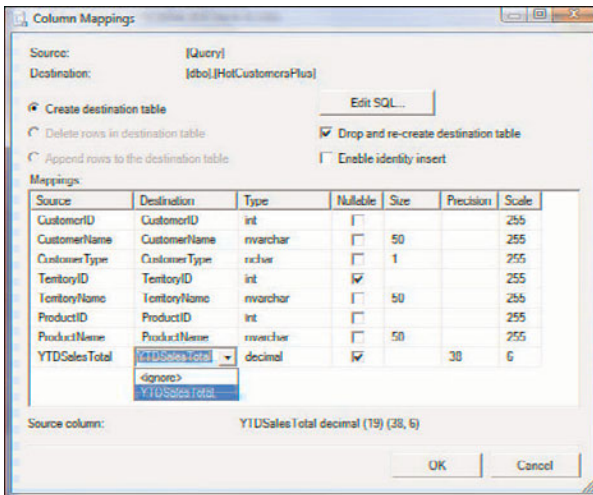 Column Mappings
Source: [Query]
Destination: [dbo].[HotCustomersPlus]
Create destination table Edit SQL...
Delete rows in destination table Drop and re-create destination table
Append rows to the destination table Enable identity insert
Mappings:
Source Destination Type Nullable Size Precision Scale
CustomerID CustomerID int 255
CustomerName CustomerName nvarchar 50 255
CustomerType CustomerType nchar 1 255
TerritoryID TerritoryID int 255
TerritoryName TerritoryName nvarchar 50 255
ProductID ProductID int 255
ProductName ProductName nvarchar 50 255
YTDSalesTotal YTDSalesTotal decimal 38 6
<ignore>
YTDSalesTotal
Source column: YTDSalesTotal decimal (19) (38, 6)
OK Cancel